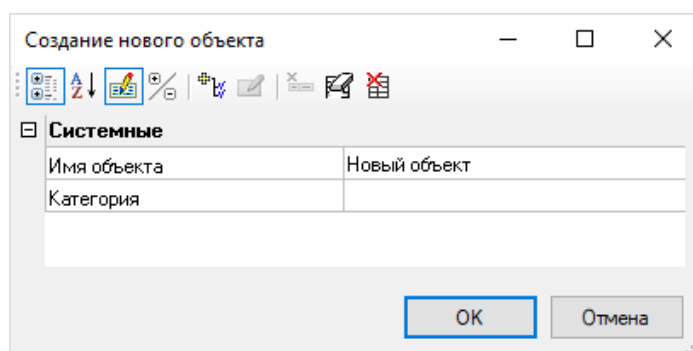 Создание нового объекта
Системные
Имя объекта Новый объект
Категория
OK Отмена